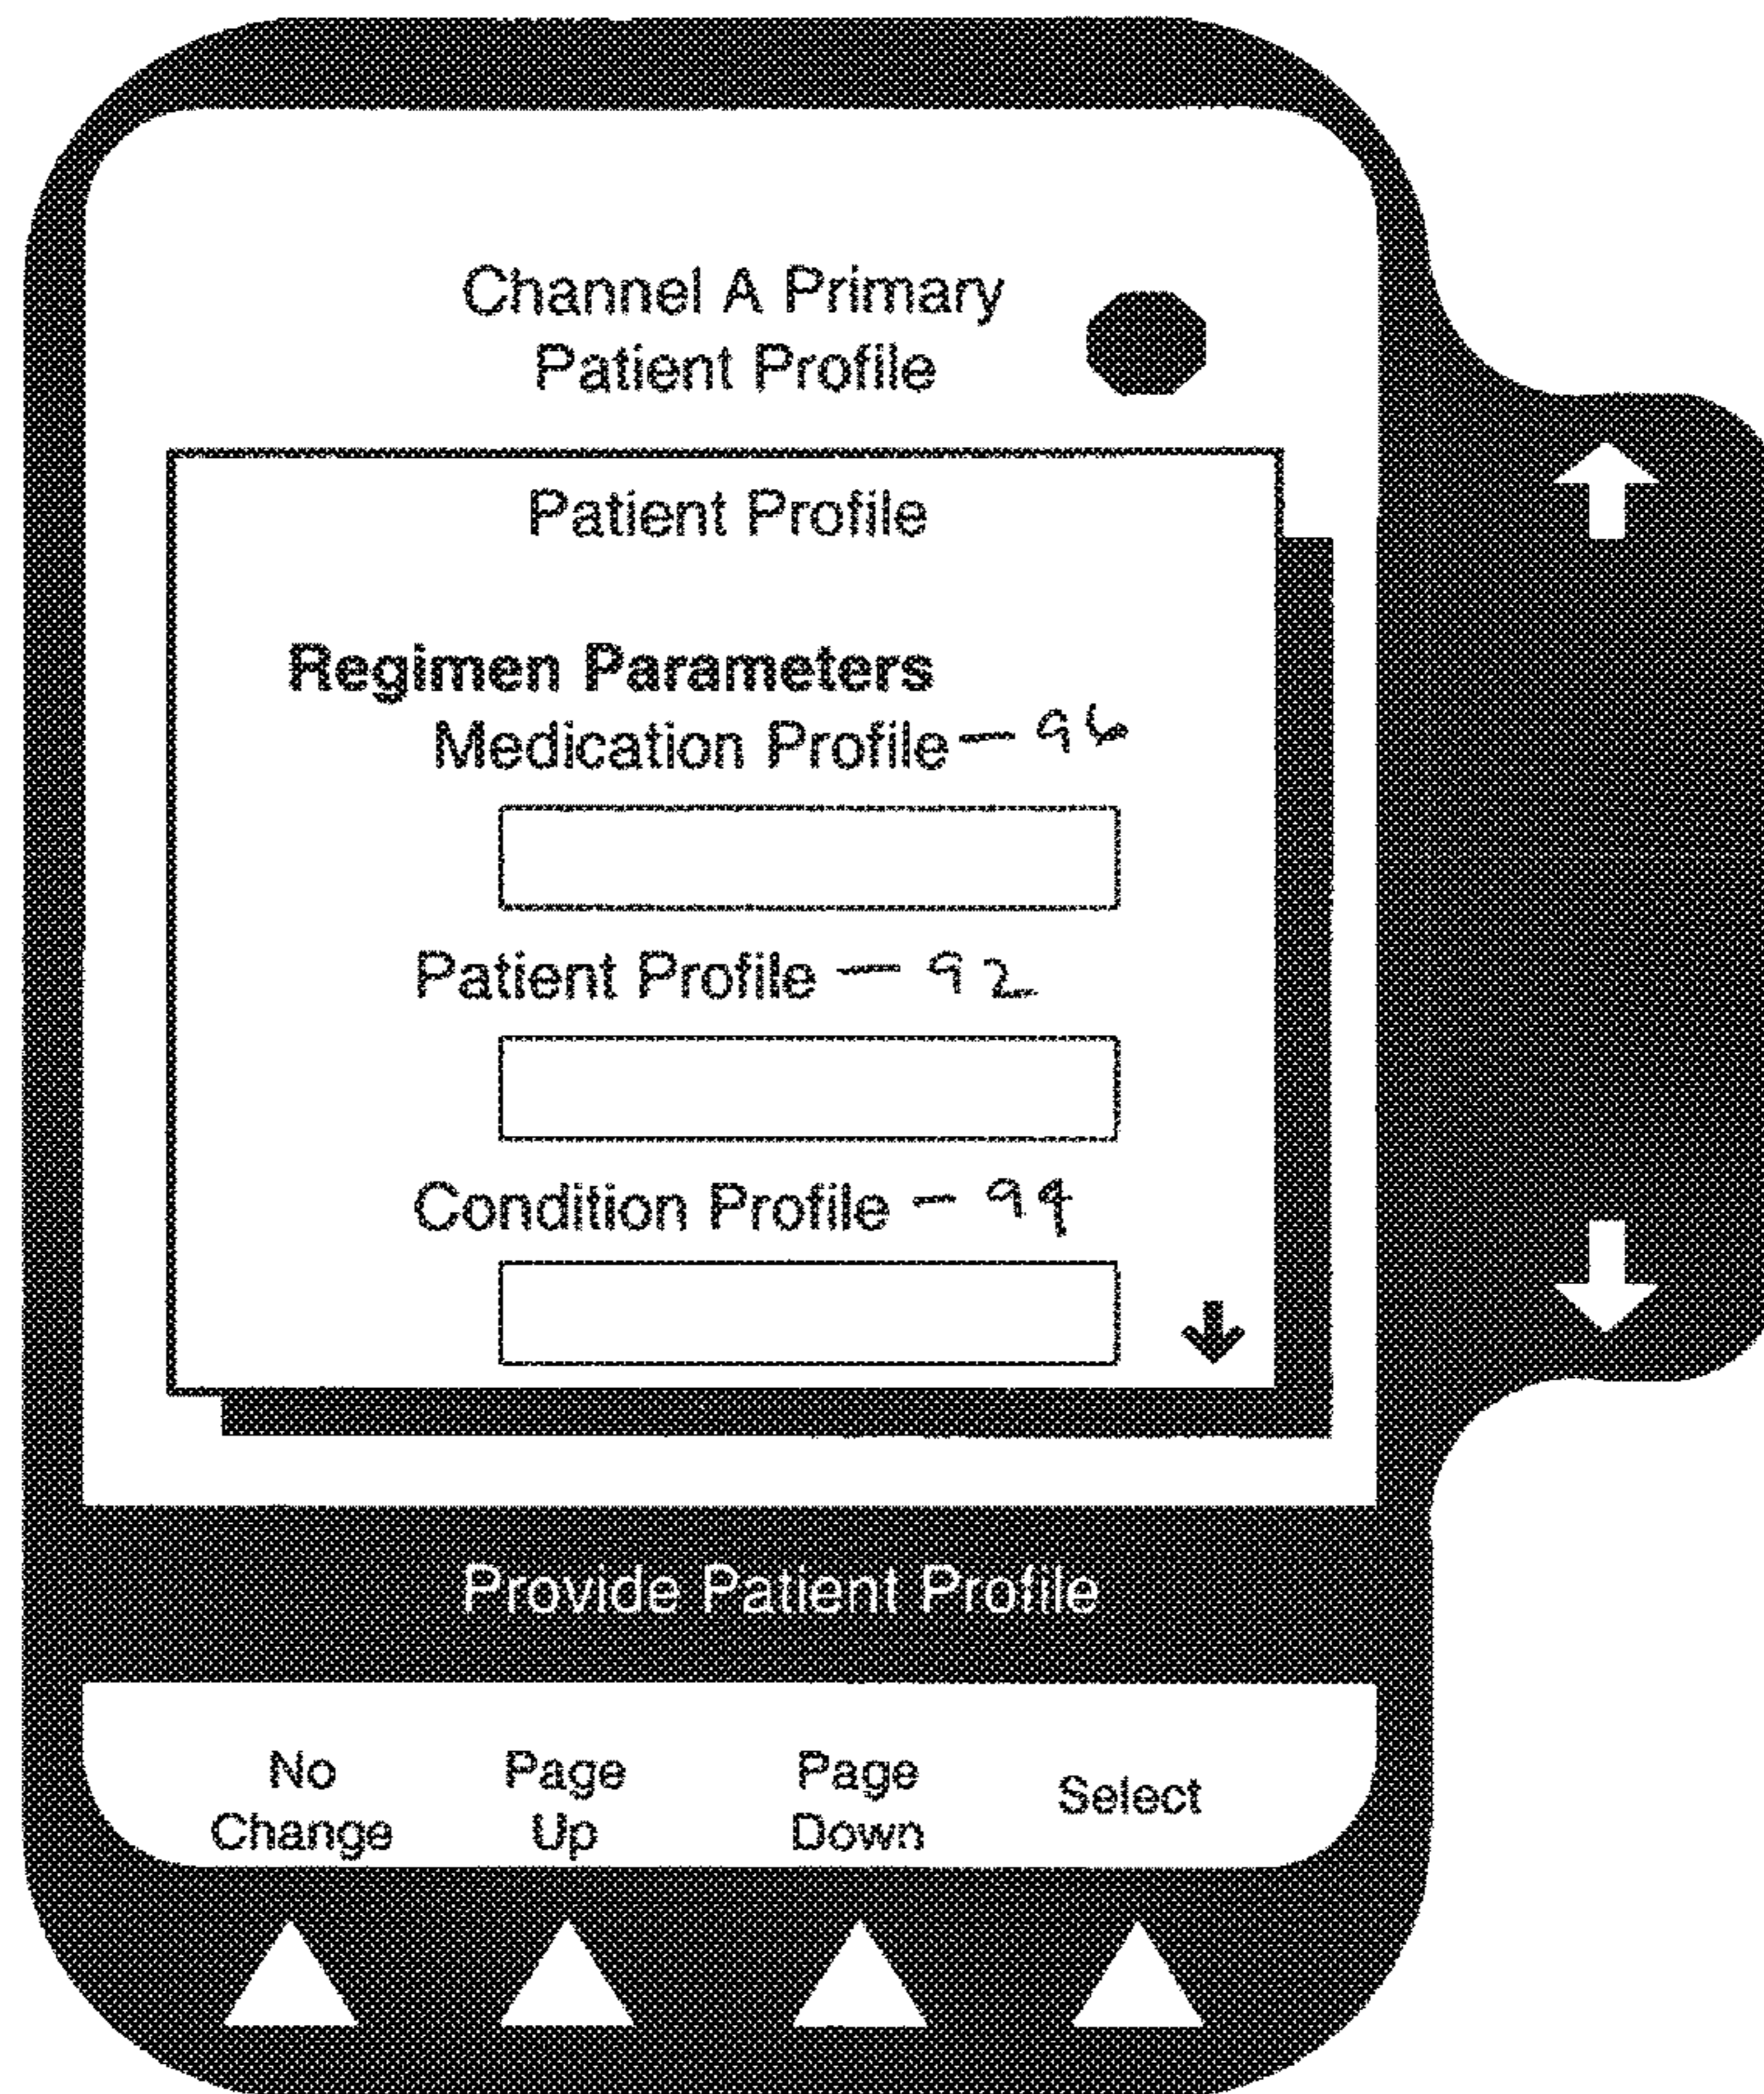 Channel A Primary
Patient Profile
Patient Profile
Regimen Parameters
Medication Profile — 96
Patient Profile — 92
Condition Profile — 94
Provide Patient Profile
No Change
Page Up
Page Down
Select